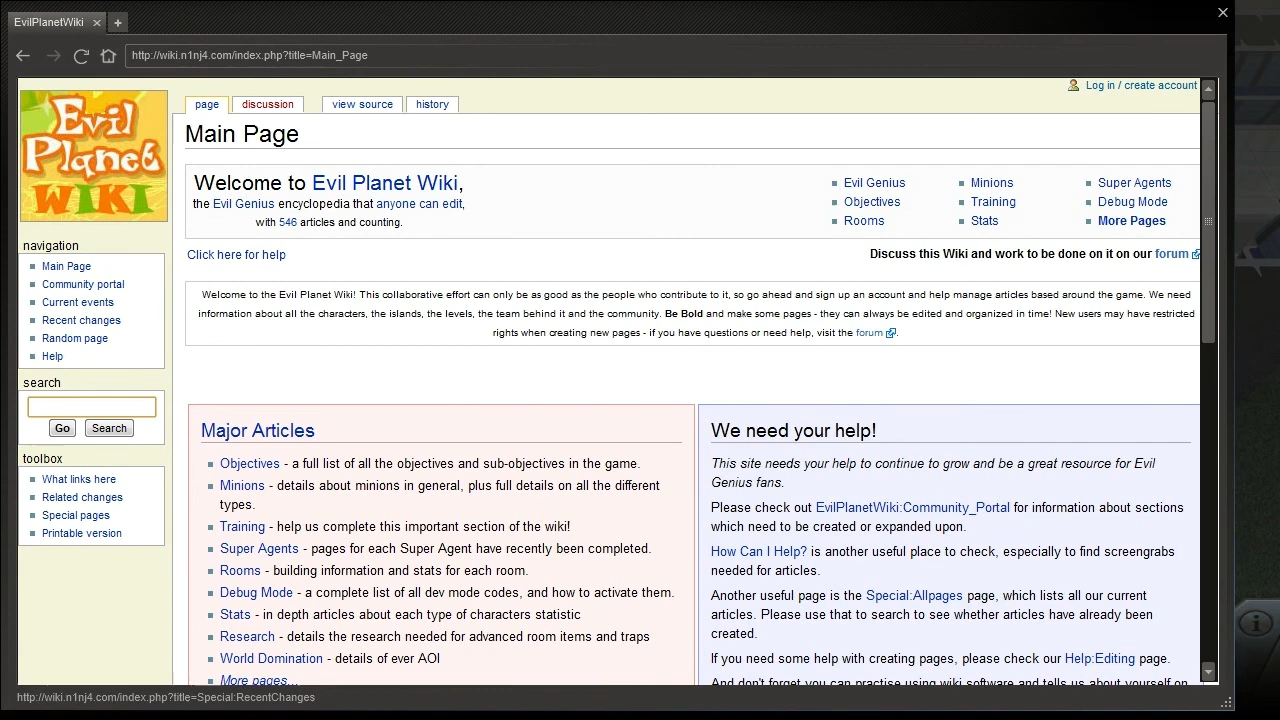 EvilPlanetWiki
http://wiki.n1nj4.com/index.php?title=Main_Page
Log in / create account
Evil
Planet
WIKI
page
discussion
view source
history
Main Page
Welcome to Evil Planet Wiki,
the Evil Genius encyclopedia that anyone can edit,
with 546 articles and counting.
Evil Genius
Objectives
Rooms
Minions
Training
Stats
Super Agents
Debug Mode
More Pages
Click here for help
Discuss this Wiki and work to be done on it on our forum
Welcome to the Evil Planet Wiki! This collaborative effort can only be as good as the people who contribute to it, so go ahead and sign up an account and help manage articles based around the game. We need
information about all the characters, the islands, the levels, the team behind it and the community. Be Bold and make some pages - they can always be edited and organized in time! New users may have restricted
rights when creating new pages - if you have questions or need help, visit the forum .
navigation
Main Page
Community portal
Current events
Recent changes
Random page
Help
search
Go
Search
toolbox
What links here
Related changes
Special pages
Printable version
Major Articles
Objectives - a full list of all the objectives and sub-objectives in the game.
Minions - details about minions in general, plus full details on all the different
types.
Training - help us complete this important section of the wiki!
Super Agents - pages for each Super Agent have recently been completed.
Rooms - building information and stats for each room.
Debug Mode - a complete list of all dev mode codes, and how to activate them.
Stats - in depth articles about each type of characters statistic
Research - details the research needed for advanced room items and traps
World Domination - details of ever AOI
More pages...
We need your help!
This site needs your help to continue to grow and be a great resource for Evil
Genius fans.
Please check out EvilPlanetWiki:Community_Portal for information about sections
which need to be created or expanded upon.
How Can I Help? is another useful place to check, especially to find screengrabs
needed for articles.
Another useful page is the Special:Allpages page, which lists all our current
articles. Please use that to search to see whether articles have already been
created.
If you need some help with creating pages, please check our Help:Editing page.
And don't forget you can practise using wiki software and tells us about yourself on
http://wiki.n1nj4.com/index.php?title=Special:RecentChanges